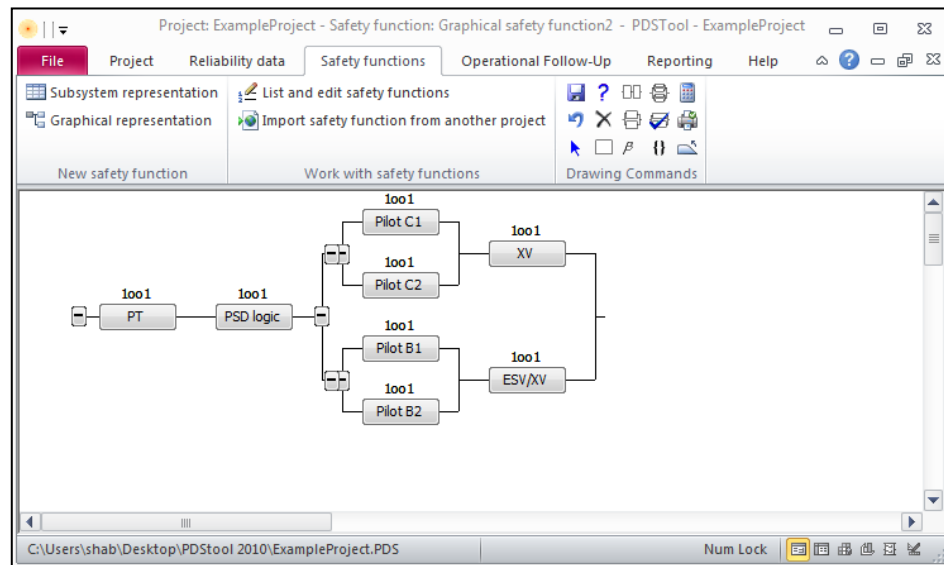 Project: ExampleProject - Safety function: Graphical safety function2 - PDSTool - ExampleProject
File Project Reliability data Safety functions Operational Follow-Up Reporting Help
Subsystem representation
Graphical representation
New safety function
List and edit safety functions
Import safety function from another project
Work with safety functions
Drawing Commands
1oo1
Pilot C1
1oo1
Pilot C2
1oo1
XV
1oo1
PT
1oo1
PSD logic
1oo1
Pilot B1
1oo1
Pilot B2
1oo1
ESV/XV
C:\Users\shab\Desktop\PDStool 2010\ExampleProject.PDS
Num Lock